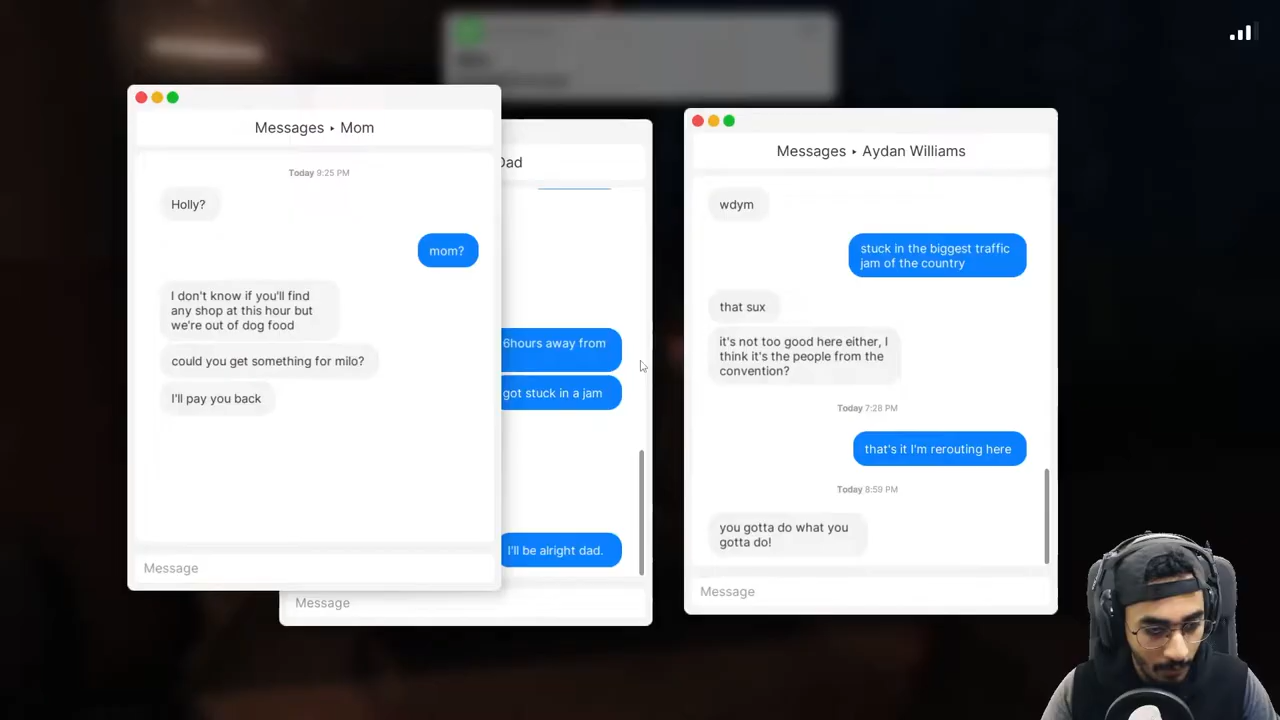 Messages ▸ Mom
Today 9:25 PM
Holly?
mom?
I don't know if you'll find
any shop at this hour but
we're out of dog food
could you get something for milo?
I'll pay you back
Message
Dad
6hours away from
got stuck in a jam
I'll be alright dad.
Message
Messages ▸ Aydan Williams
wdym
stuck in the biggest traffic
jam of the country
that sux
it's not too good here either, I
think it's the people from the
convention?
Today 7:28 PM
that's it I'm rerouting here
Today 8:59 PM
you gotta do what you
gotta do!
Message